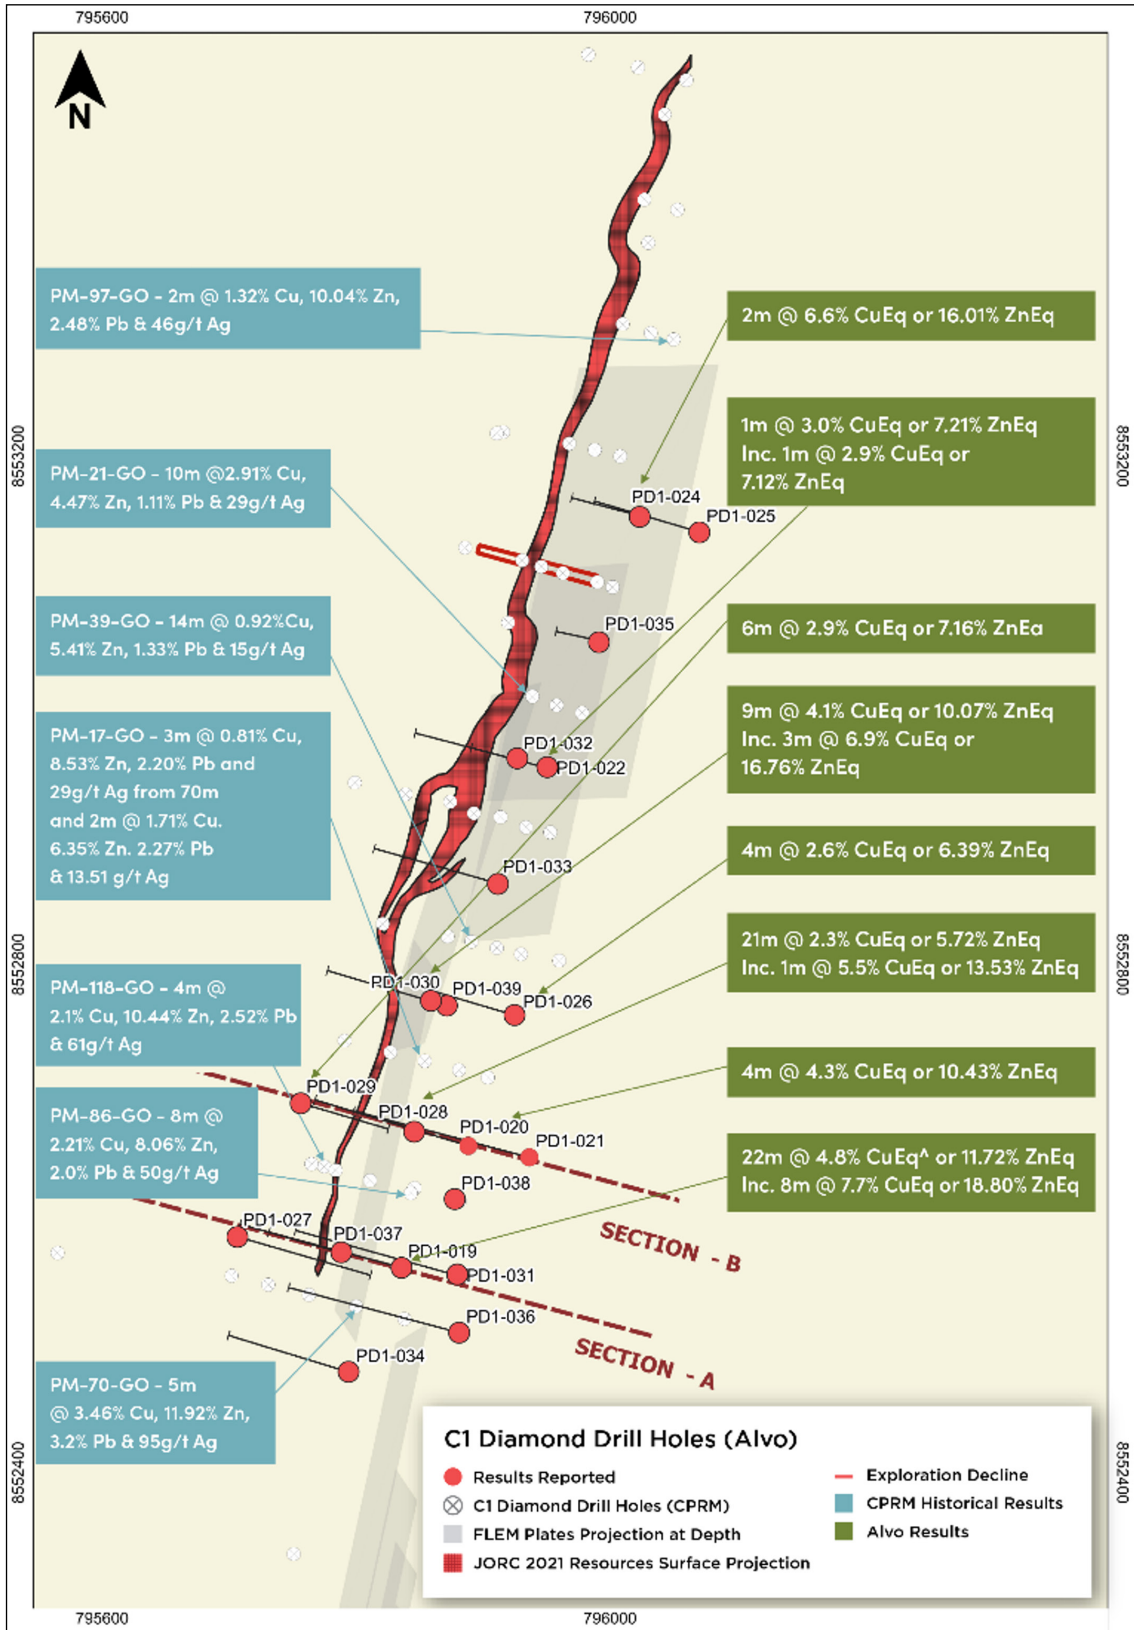 795600
796000
N
PM-97-GO - 2m @ 1.32% Cu, 10.04% Zn,
2.48% Pb & 46g/t Ag
2m @ 6.6% CuEq or 16.01% ZnEq
1m @ 3.0% CuEq or 7.21% ZnEq
Inc. 1m @ 2.9% CuEq or
7.12% ZnEq
8553200
8553200
PM-21-GO - 10m @2.91% Cu,
4.47% Zn, 1.11% Pb & 29g/t Ag
PD1-024
PD1-025
PM-39-GO - 14m @ 0.92%Cu,
5.41% Zn, 1.33% Pb & 15g/t Ag
PD1-035
6m @ 2.9% CuEq or 7.16% ZnEa
9m @ 4.1% CuEq or 10.07% ZnEq
Inc. 3m @ 6.9% CuEq or
16.76% ZnEq
PM-17-GO - 3m @ 0.81% Cu,
8.53% Zn, 2.20% Pb and
29g/t Ag from 70m
and 2m @ 1.71% Cu.
6.35% Zn. 2.27% Pb
& 13.51 g/t Ag
PD1-032
PD1-022
4m @ 2.6% CuEq or 6.39% ZnEq
PD1-033
21m @ 2.3% CuEq or 5.72% ZnEq
Inc. 1m @ 5.5% CuEq or 13.53% ZnEq
8552800
8552800
PM-118-GO - 4m @
2.1% Cu, 10.44% Zn, 2.52% Pb
& 61g/t Ag
PD1-030
PD1-039
PD1-026
4m @ 4.3% CuEq or 10.43% ZnEq
PD1-029
PD1-028
PD1-020
PD1-021
PM-86-GO - 8m @
2.21% Cu, 8.06% Zn,
2.0% Pb & 50g/t Ag
22m @ 4.8% CuEq^ or 11.72% ZnEq
Inc. 8m @ 7.7% CuEq or 18.80% ZnEq
PD1-038
PD1-027
PD1-037
PD1-019
PD1-031
SECTION - B
PD1-036
PD1-034
SECTION - A
PM-70-GO - 5m
@ 3.46% Cu, 11.92% Zn,
3.2% Pb & 95g/t Ag
8552400
8552400
C1 Diamond Drill Holes (Alvo)
Results Reported
C1 Diamond Drill Holes (CPRM)
FLEM Plates Projection at Depth
JORC 2021 Resources Surface Projection
Exploration Decline
CPRM Historical Results
Alvo Results
795600
796000